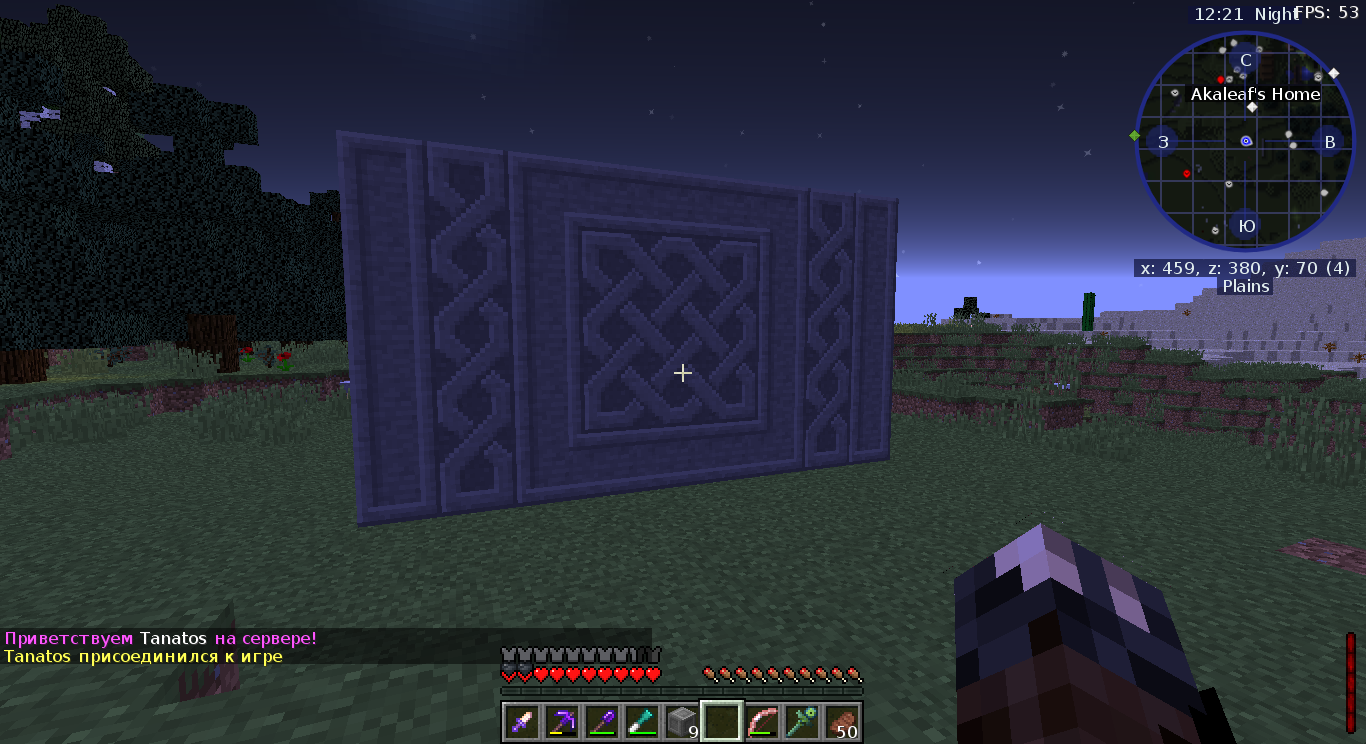 12:21 Night
FPS: 53
С
Akaleaf's Home
З
В
Ю
x: 459, z: 380, y: 70 (4)
Plains
Приветствуем Tanatos на сервере!
Tanatos присоединился к игре
9
50